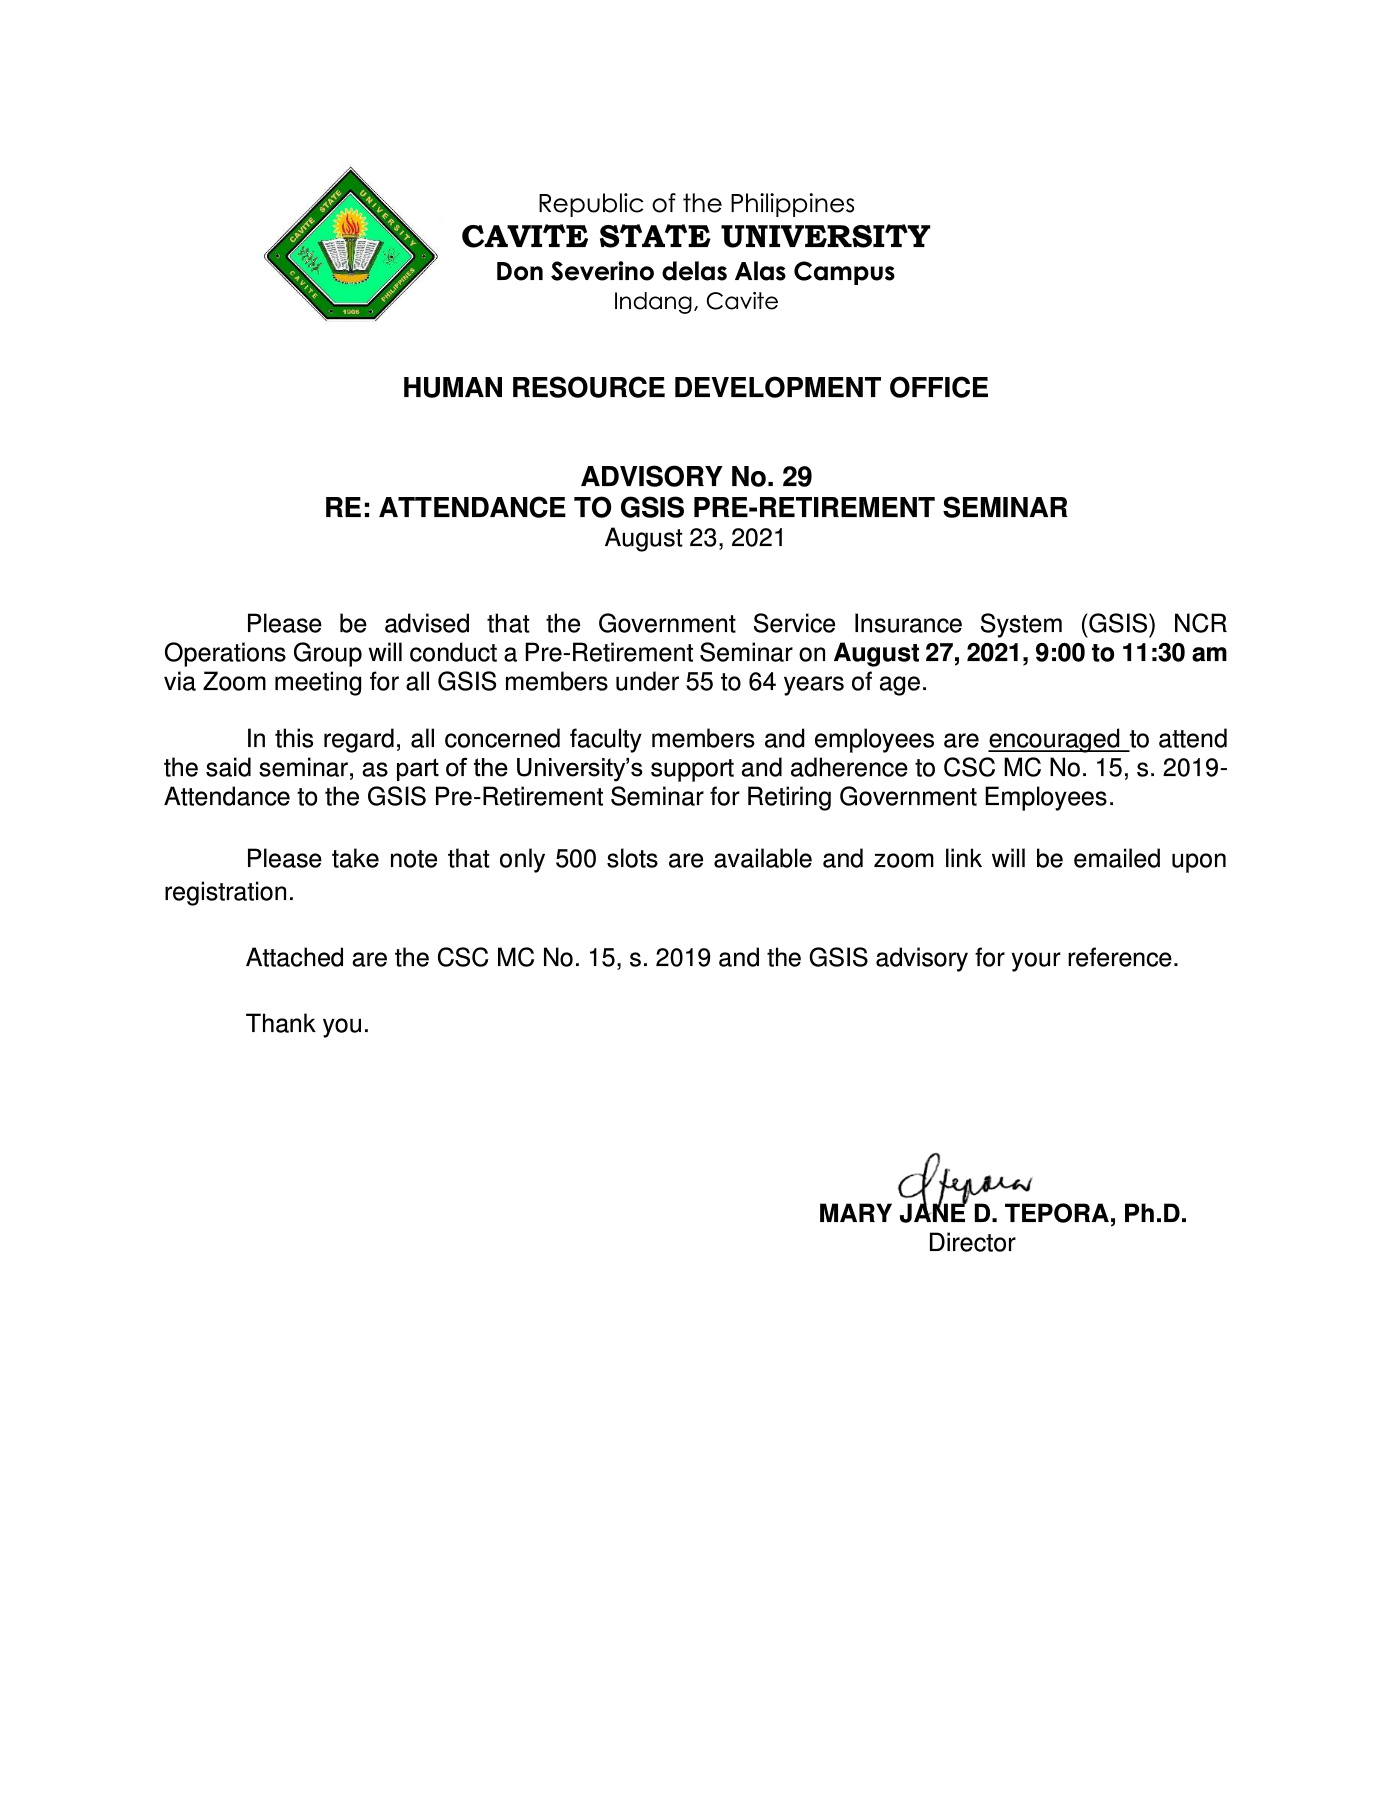 CAVITE STATE UNIVERSITY
CAVITE PHILIPPINES
1906
Republic of the Philippines
CAVITE STATE UNIVERSITY
Don Severino delas Alas Campus
Indang, Cavite
HUMAN RESOURCE DEVELOPMENT OFFICE
ADVISORY No. 29
RE: ATTENDANCE TO GSIS PRE-RETIREMENT SEMINAR
August 23, 2021
Please be advised that the Government Service Insurance System (GSIS) NCR
Operations Group will conduct a Pre-Retirement Seminar on August 27, 2021, 9:00 to 11:30 am
via Zoom meeting for all GSIS members under 55 to 64 years of age.
In this regard, all concerned faculty members and employees are encouraged to attend
the said seminar, as part of the University’s support and adherence to CSC MC No. 15, s. 2019-
Attendance to the GSIS Pre-Retirement Seminar for Retiring Government Employees.
Please take note that only 500 slots are available and zoom link will be emailed upon
registration.
Attached are the CSC MC No. 15, s. 2019 and the GSIS advisory for your reference.
Thank you.
MARY JANE D. TEPORA, Ph.D.
Director